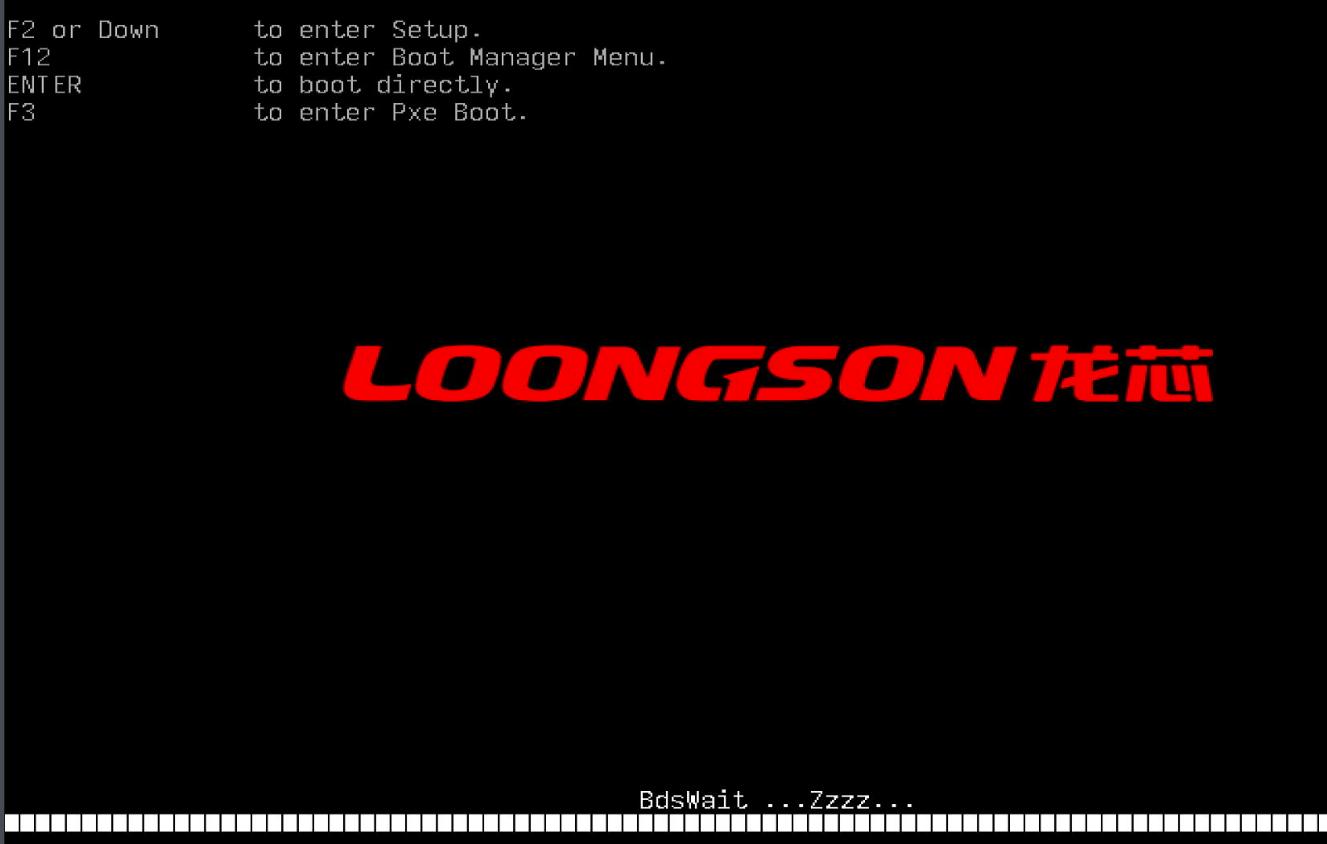 F2 or Down to enter Setup.
F12 to enter Boot Manager Menu.
ENTER to boot directly.
F3 to enter Pxe Boot.
LOONGSON 龙芯
BdsWait ...Zzzz...